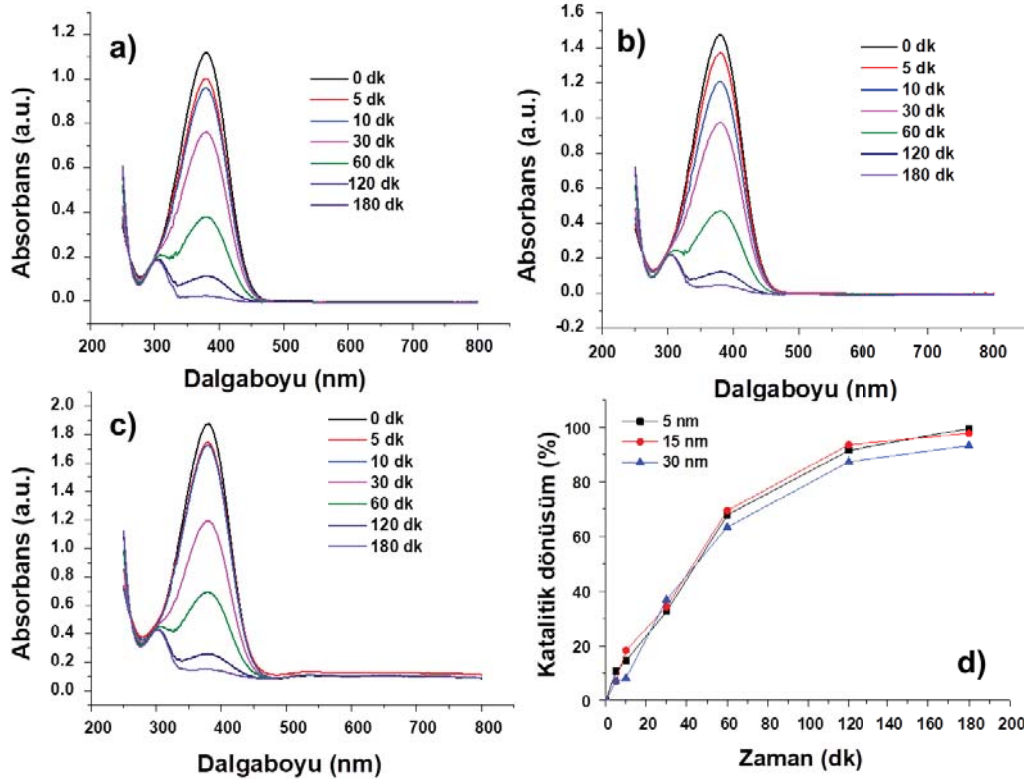 a)
Absorbans (a.u.)
1.2
1.0
0.8
0.6
0.4
0.2
0.0
0 dk
5 dk
10 dk
30 dk
60 dk
120 dk
180 dk
200 300 400 500 600 700 800
Dalgaboyu (nm)
b)
Absorbans (a.u.)
1.6
1.4
1.2
1.0
0.8
0.6
0.4
0.2
0.0
-0.2
0 dk
5 dk
10 dk
30 dk
60 dk
120 dk
180 dk
200 300 400 500 600 700 800
Dalgaboyu (nm)
c)
Absorbans (a.u.)
2.0
1.8
1.6
1.4
1.2
1.0
0.8
0.6
0.4
0.2
0.0
0 dk
5 dk
10 dk
30 dk
60 dk
120 dk
180 dk
200 300 400 500 600 700 800
Dalgaboyu (nm)
Katalitik dönüsüm (%)
100
80
60
40
20
0
5 nm
15 nm
30 nm
d)
0 20 40 60 80 100 120 140 160 180 200
Zaman (dk)